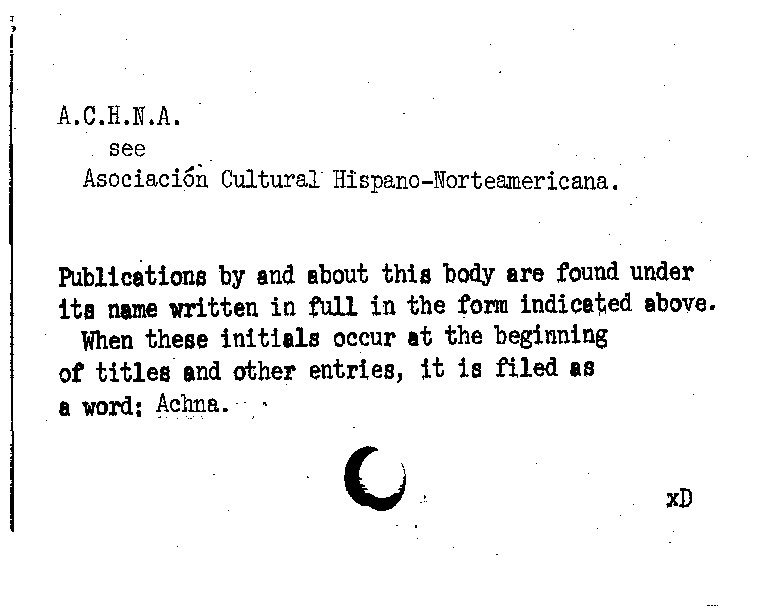 A.C.H.N.A.
see
Asociación Cultural Hispano-Norteamericana.
Publications by and about this body are found under
its name written in full in the form indicated above.
When these initials occur at the beginning
of titles and other entries, it is filed as
a word: Achna.
xD